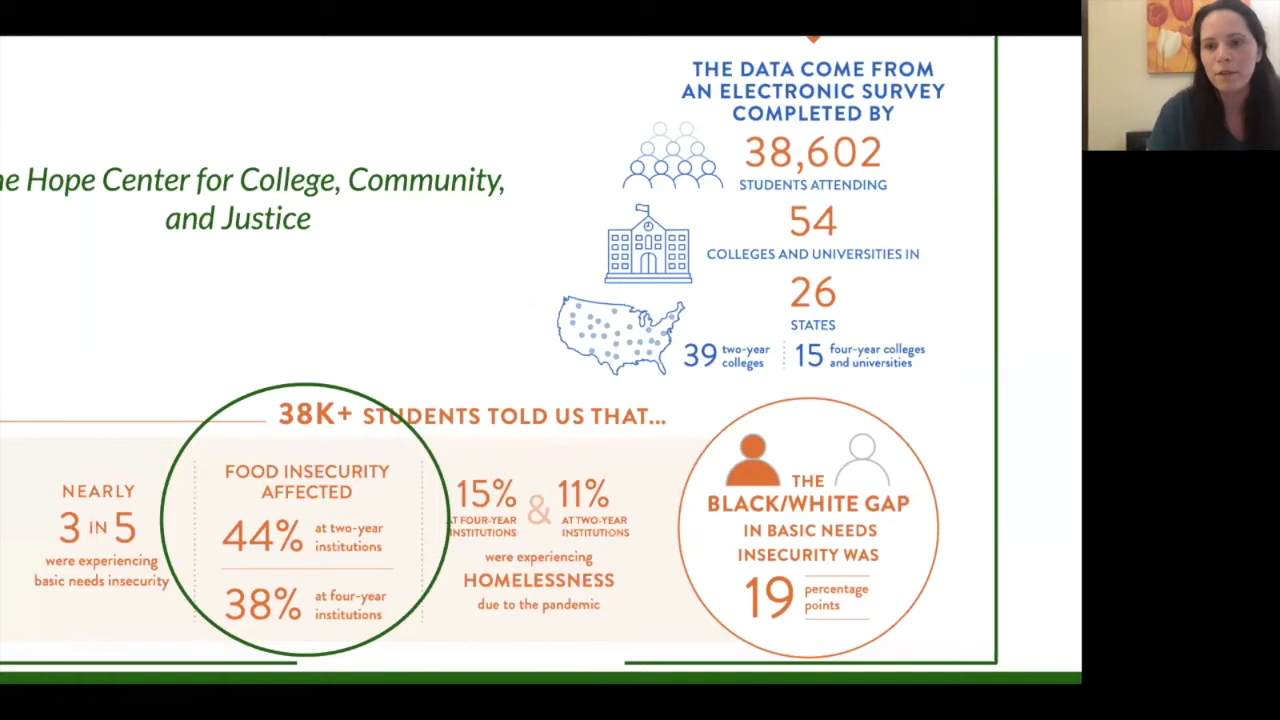 THE DATA COME FROM
AN ELECTRONIC SURVEY
COMPLETED BY
38,602
STUDENTS ATTENDING
54
COLLEGES AND UNIVERSITIES IN
26
STATES
39 two-year colleges
15 four-year colleges and universities
Hope Center for College, Community,
and Justice
38K+ STUDENTS TOLD US THAT...
NEARLY
3 IN 5
were experiencing
basic needs insecurity
FOOD INSECURITY
AFFECTED
44% at two-year institutions
38% at four-year institutions
15% & 11%
AT FOUR-YEAR INSTITUTIONS
AT TWO-YEAR INSTITUTIONS
were experiencing
HOMELESSNESS
due to the pandemic
THE
BLACK/WHITE GAP
IN BASIC NEEDS
INSECURITY WAS
19 percentage points